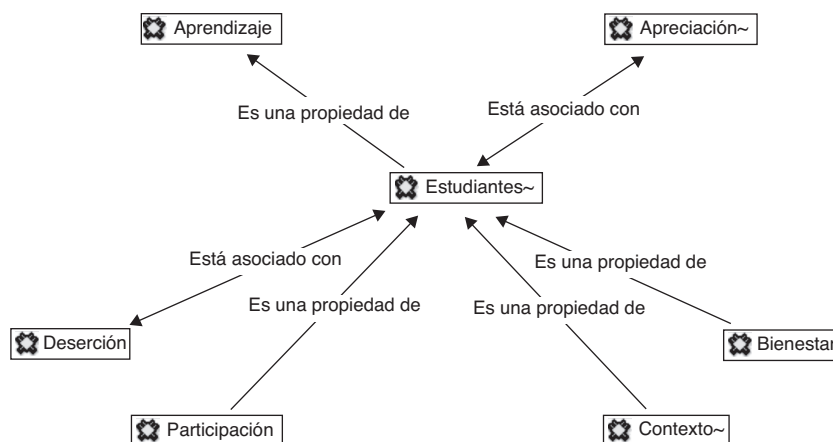 Aprendizaje
Apreciación~
Es una propiedad de
Está asociado con
Estudiantes~
Está asociado con
Es una propiedad de
Es una propiedad de
Es una propiedad de
Deserción
Bienestar
Participación
Contexto~